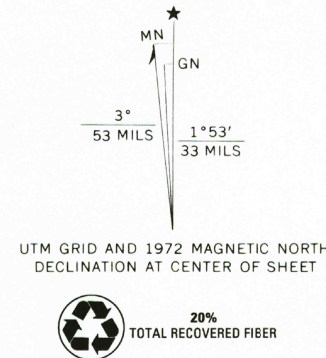 ★
MN
GN
3°
53 MILS
1°53′
33 MILS
UTM GRID AND 1972 MAGNETIC NORTH
DECLINATION AT CENTER OF SHEET
20%
TOTAL RECOVERED FIBER